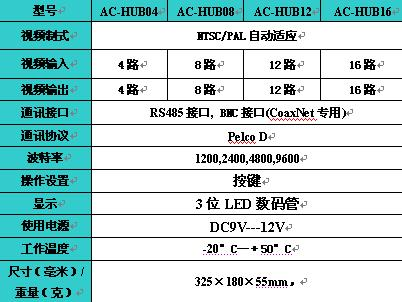 型号 AC-HUB04 AC-HUB08 AC-HUB12 AC-HUB16
视频制式 NTSC/PAL 自动适应
视频输入 4 路 8 路 12 路 16 路
视频输出 4 路 8 路 12 路 16 路
通讯接口 RS485 接口, BNC 接口(CoaxNet 专用)
通讯协议 Pelco D
波特率 1200,2400,4800,9600
操作设置 按键
显示 3 位 LED 数码管
使用电源 DC9V---12V
工作温度 -20°C—+50°C
尺寸（毫米）/
重量（克） 325×180×55mm,